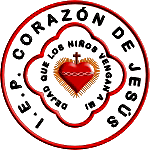 I.E.P. CORAZÓN DE JESÚS
DEJAD QUE LOS NIÑOS VENGAN A MI